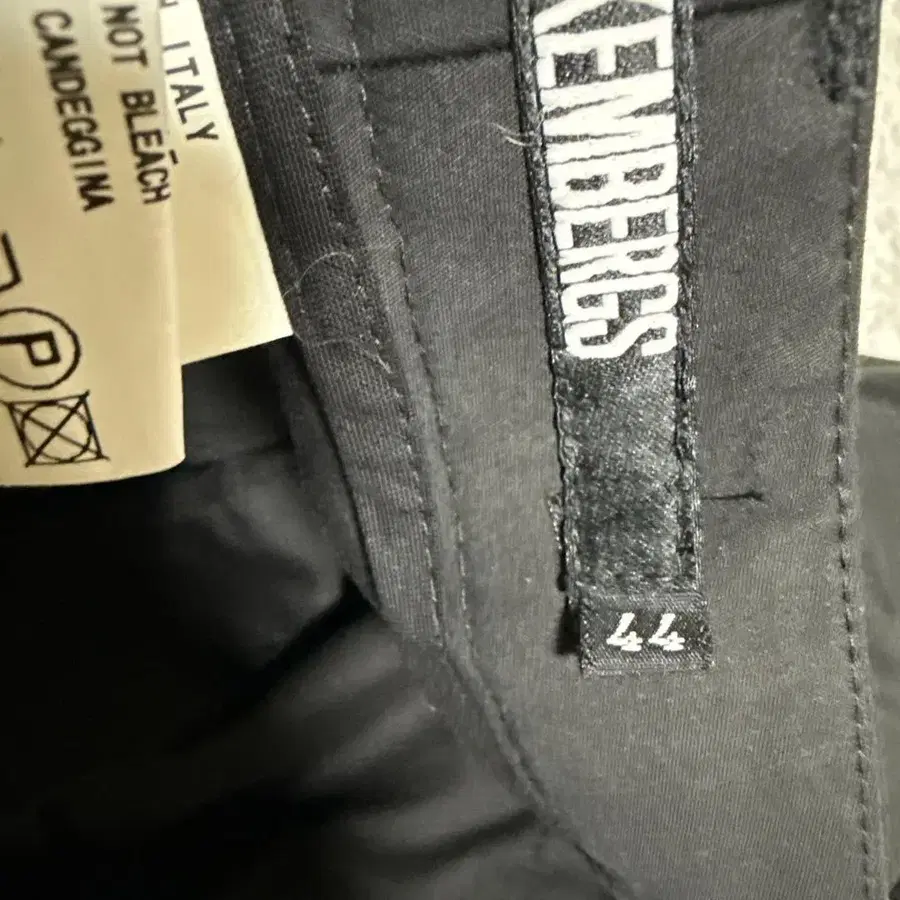 ITALY
NOT BLEACH
CANDEGGINA
P
KEMBERGS
44